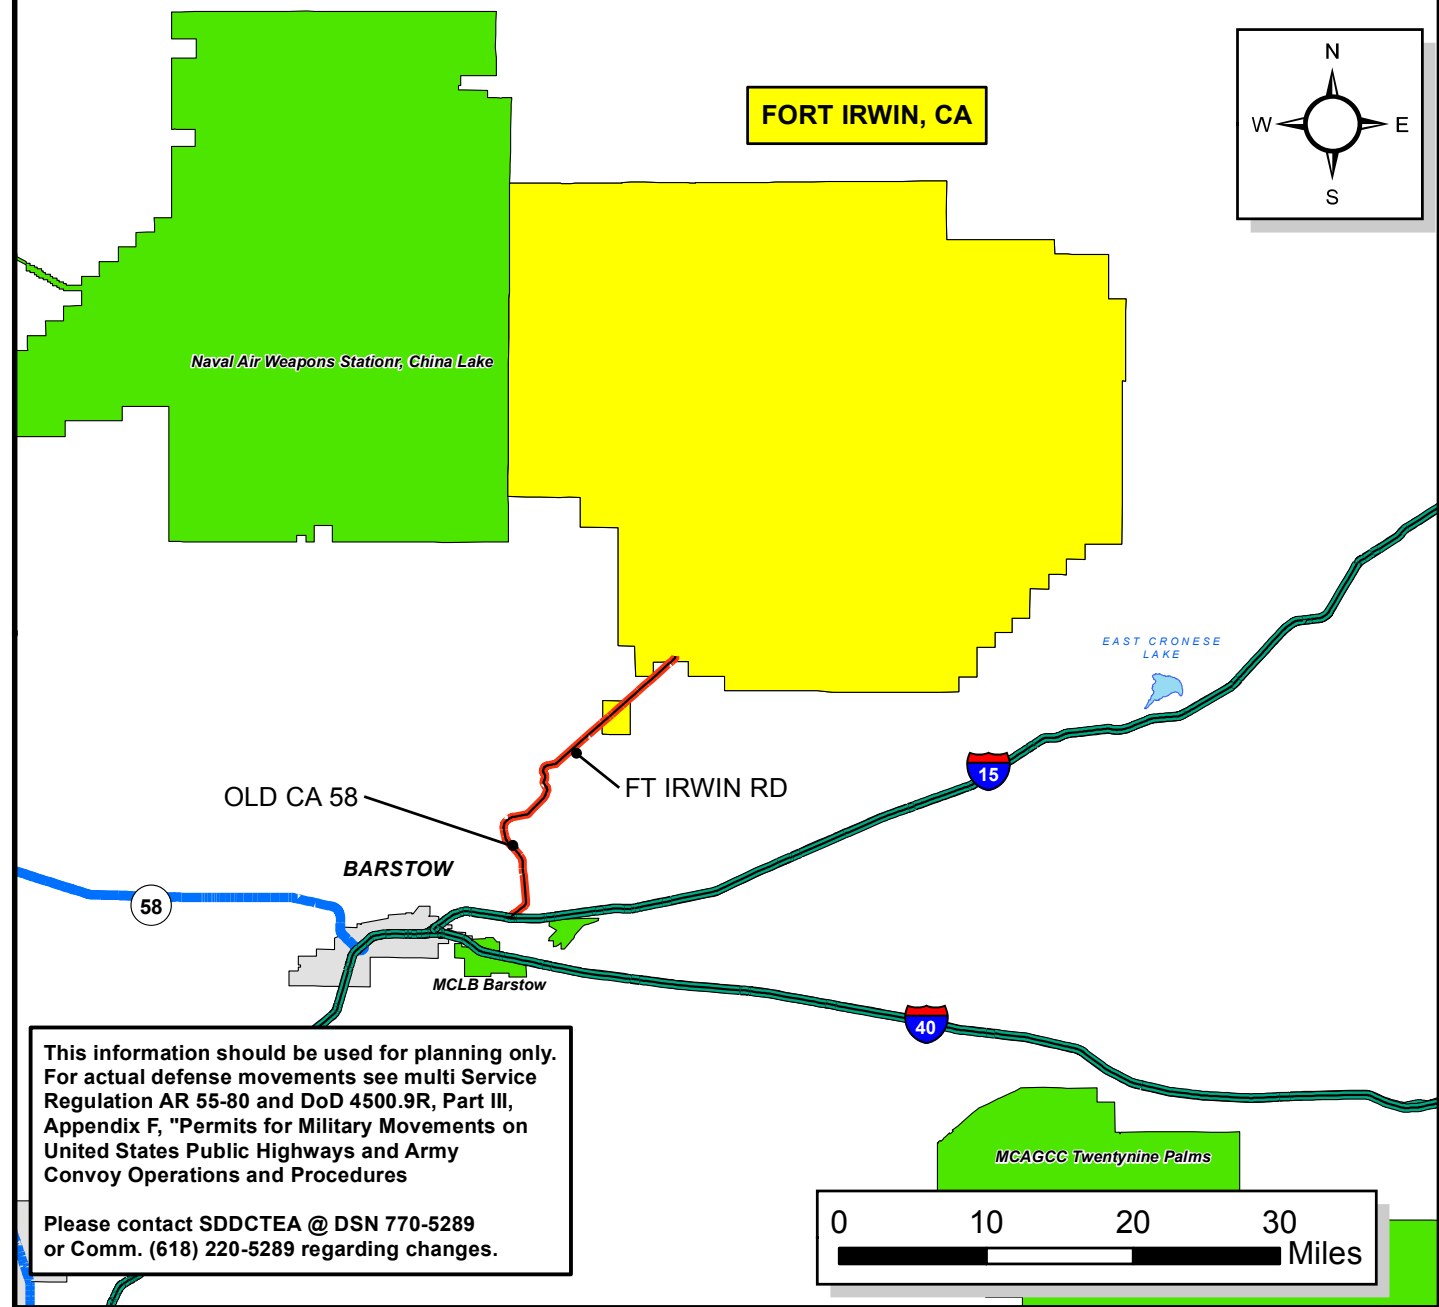 N
FORT IRWIN, CA
W
E
S
Naval Air Weapons Stationr, China Lake
EAST CRONESE
LAKE
15
FT IRWIN RD
OLD CA 58
BARSTOW
58
MCLB Barstow
40
This information should be used for planning only.
For actual defense movements see multi Service
Regulation AR 55-80 and DoD 4500.9R, Part III,
Appendix F, "Permits for Military Movements on
United States Public Highways and Army
Convoy Operations and Procedures
Please contact SDDCTEA @ DSN 770-5289
or Comm. (618) 220-5289 regarding changes.
MCAGCC Twentynine Palms
0 10 20 30
Miles